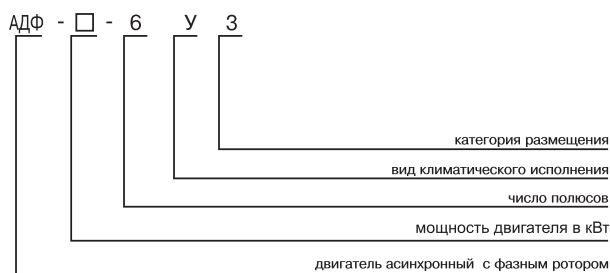 АДФ - □ - 6 У 3
категория размещения
вид климатического исполнения
число полюсов
мощность двигателя в кВт
двигатель асинхронный с фазным ротором